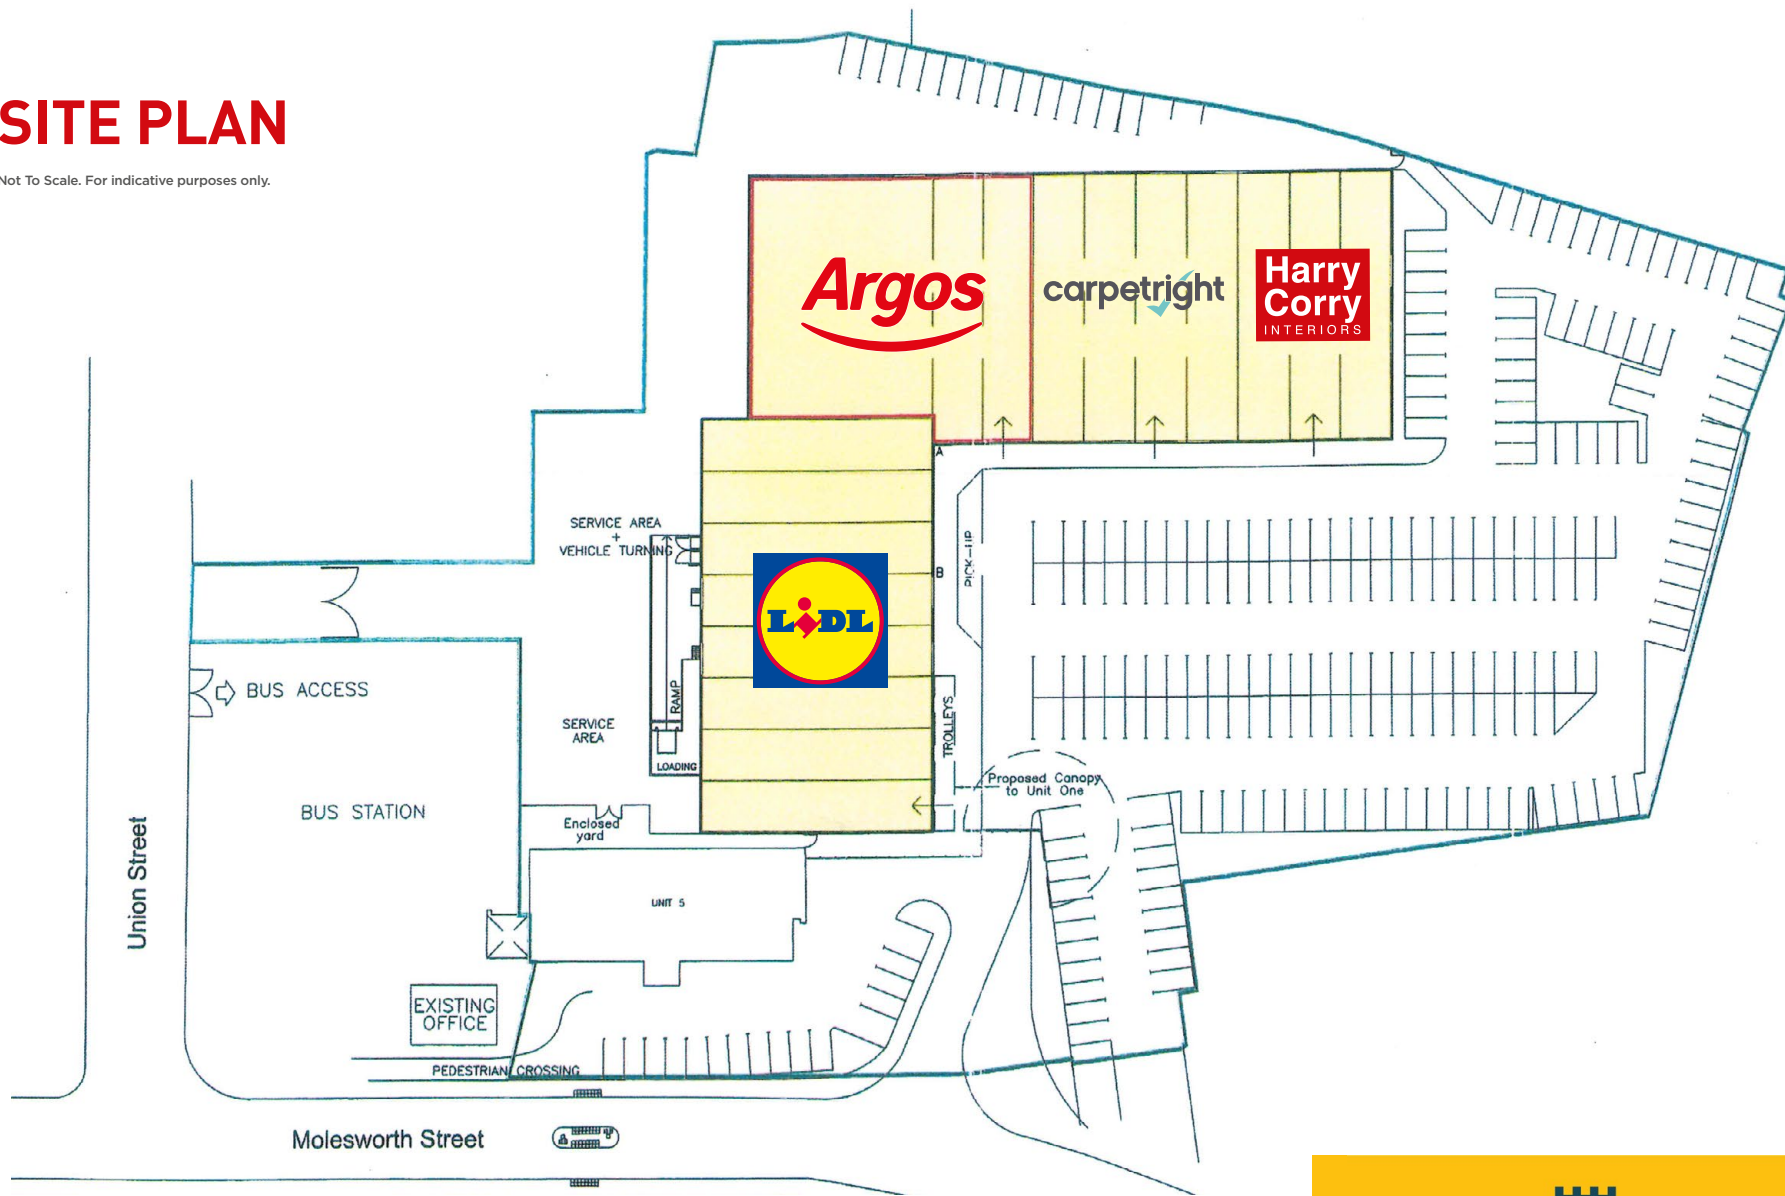 SITE PLAN
Not To Scale. For indicative purposes only.
Argos
carpetright
Harry
Corry
INTERIORS
A
SERVICE AREA
+
VEHICLE TURNING
PICK-UP
B
LIDL
BUS ACCESS
RAMP
SERVICE
AREA
TROLLEYS
LOADING
Proposed Canopy
to Unit One
BUS STATION
Enclosed
yard
Union Street
UNIT 5
EXISTING
OFFICE
PEDESTRIAN CROSSING
Molesworth Street